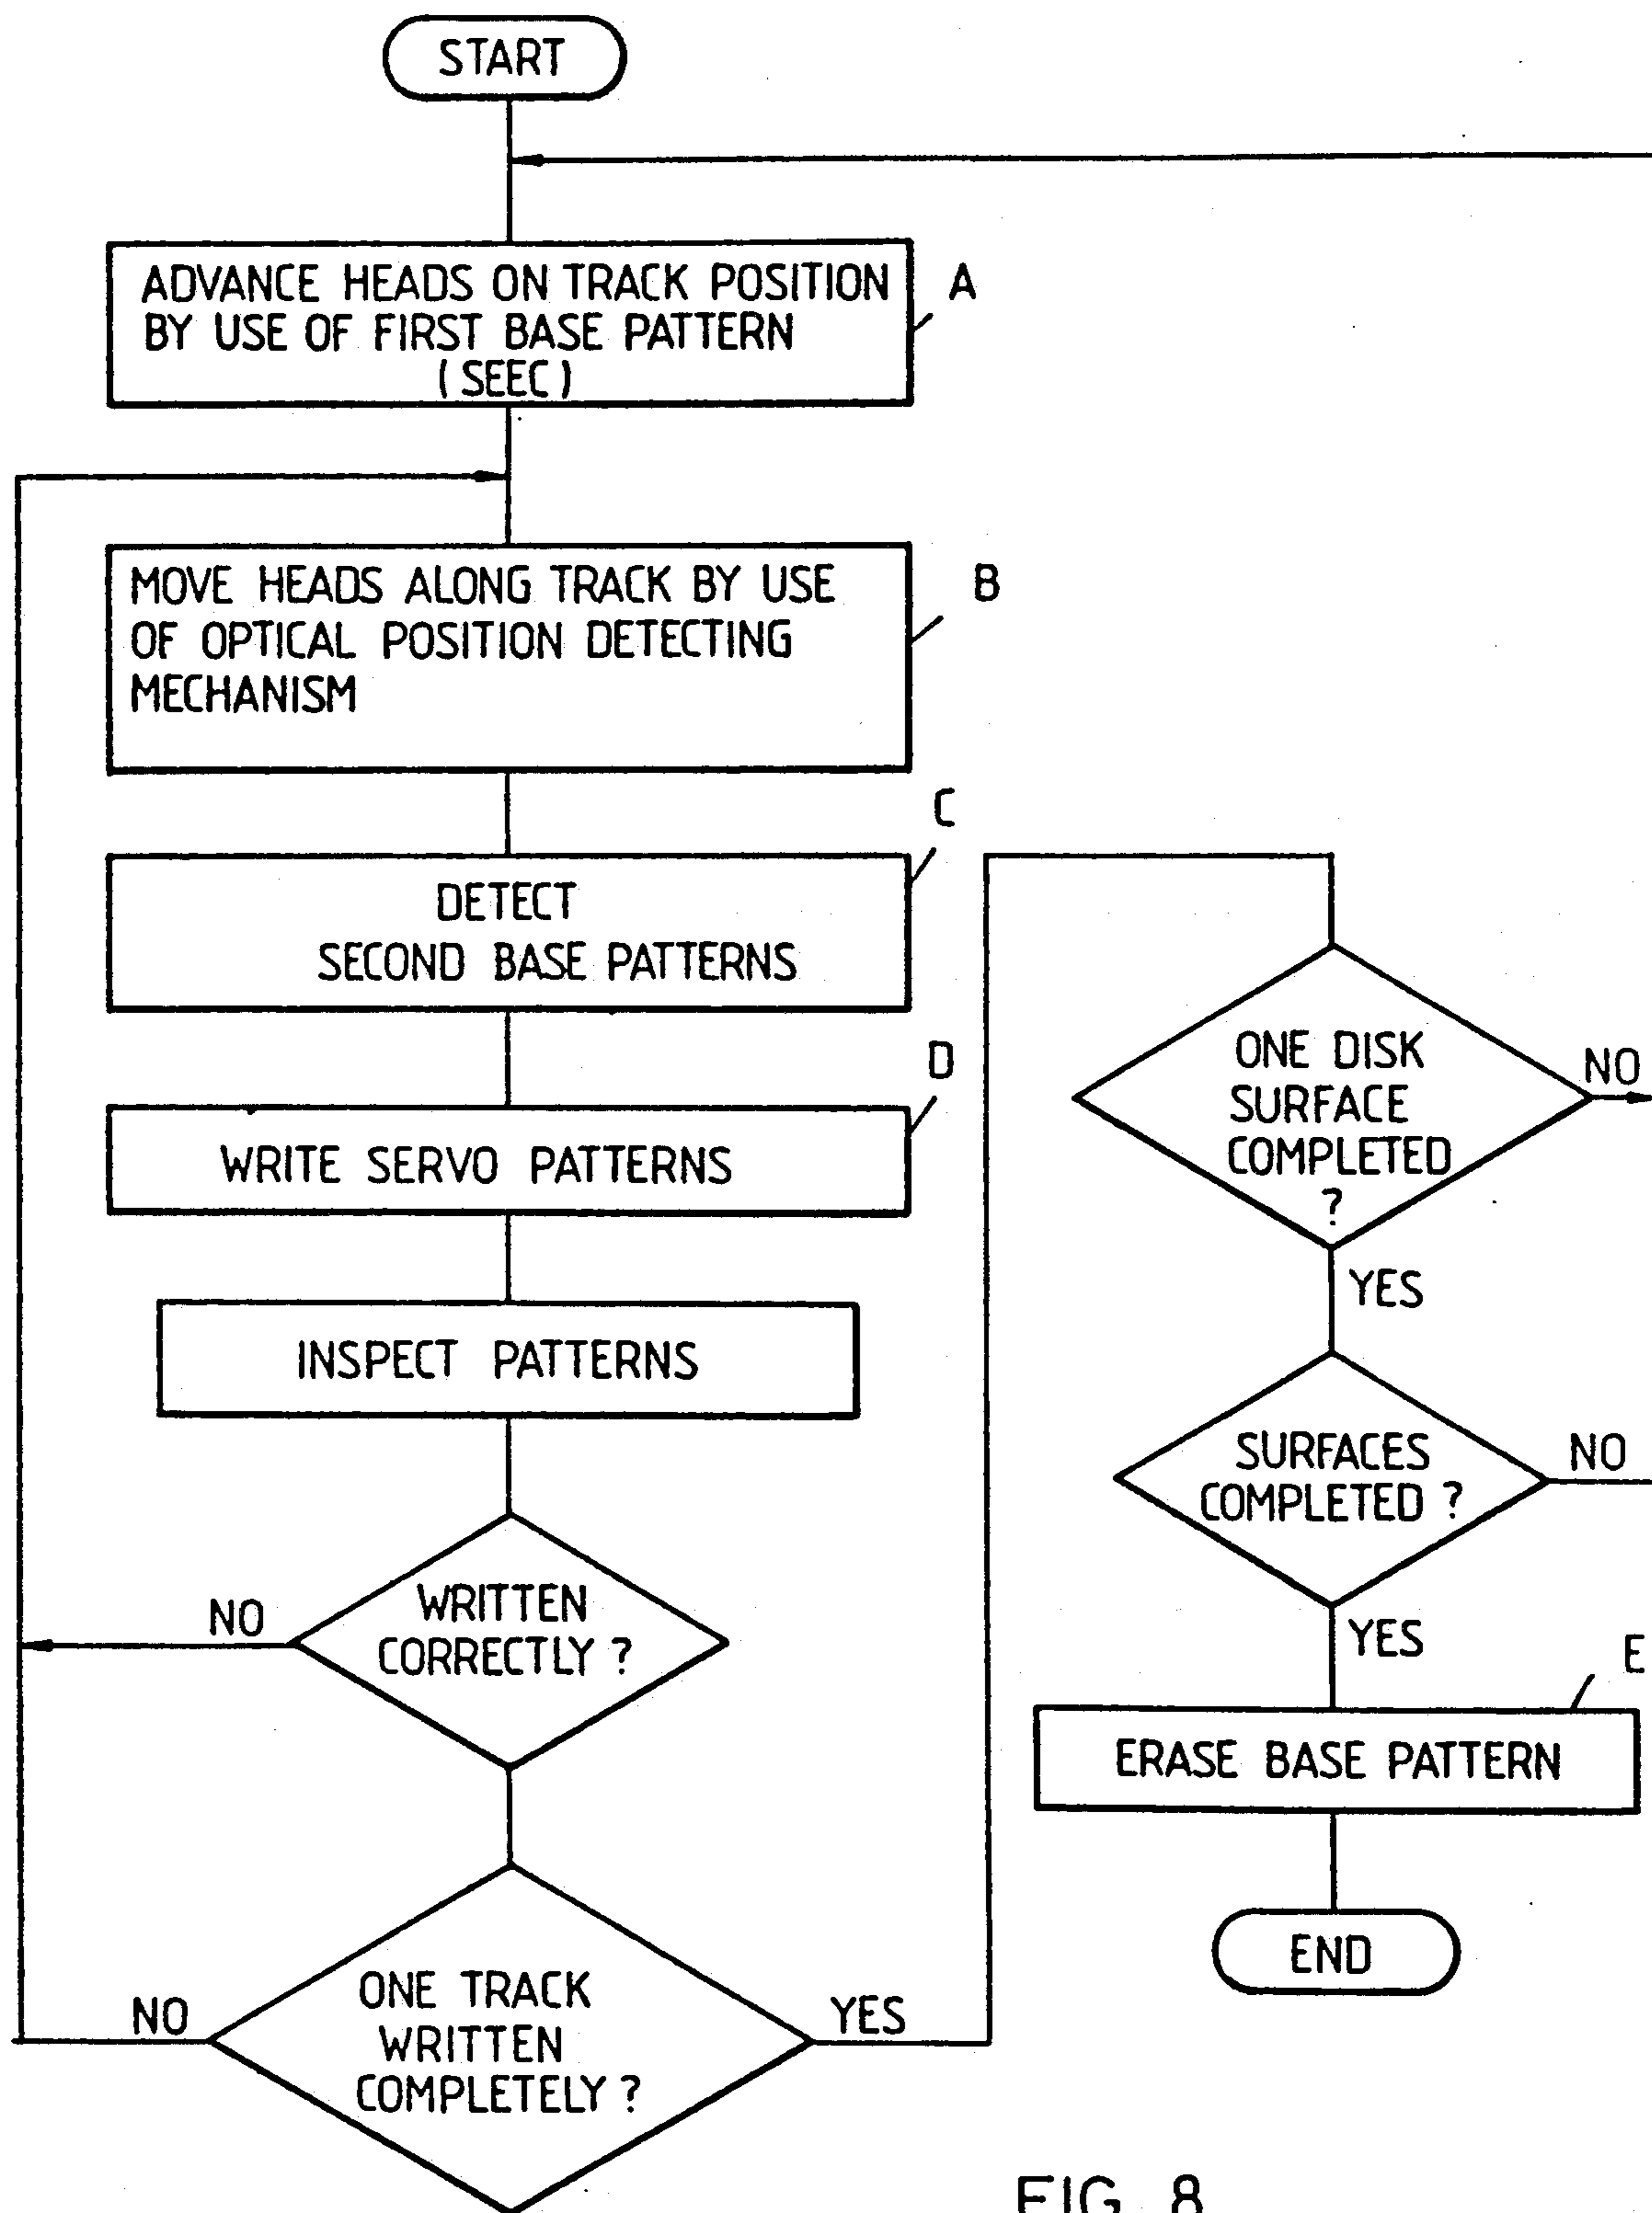 START
ADVANCE HEADS ON TRACK POSITION
BY USE OF FIRST BASE PATTERN
(SEEC)
A
MOVE HEADS ALONG TRACK BY USE
OF OPTICAL POSITION DETECTING
MECHANISM
B
C
DETECT
SECOND BASE PATTERNS
D
WRITE SERVO PATTERNS
INSPECT PATTERNS
WRITTEN
CORRECTLY ?
NO
ONE TRACK
WRITTEN
COMPLETELY ?
NO
YES
ONE DISK
SURFACE
COMPLETED
?
NO
YES
SURFACES
COMPLETED ?
NO
YES
E
ERASE BASE PATTERN
END
FIG. 8